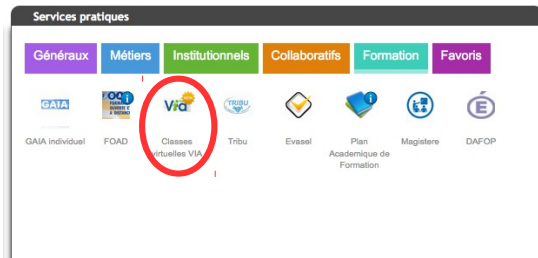 Services pratiques
Généraux Métiers Institutionnels Collaboratifs Formation Favoris
GAIA Via TRIBU É
GAIA individuel FOAD Classes virtuelles VIA Tribu Evasel Plan Academique de Formation Magistere DAFOP